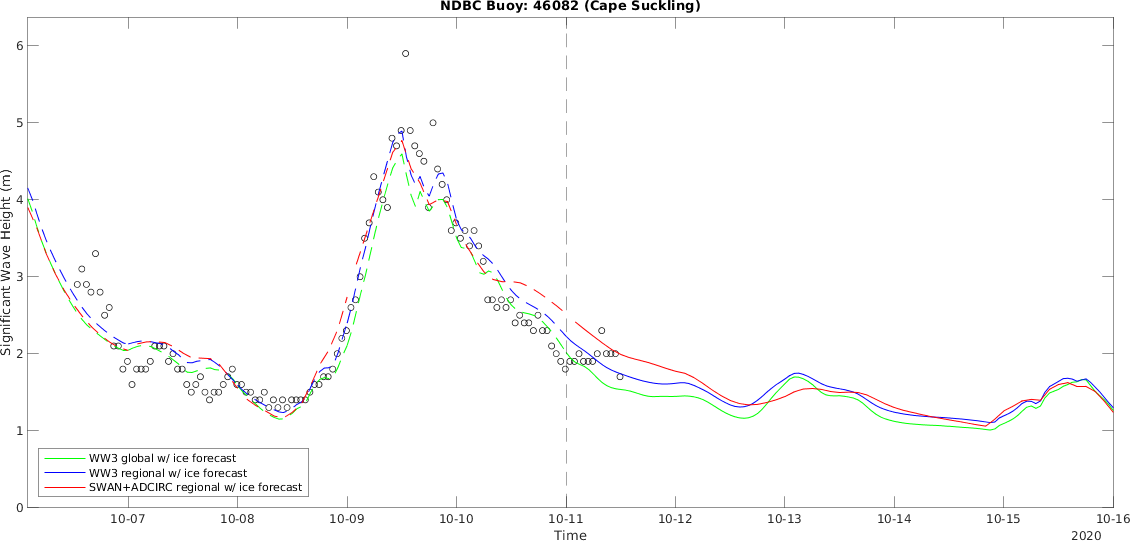 NDBC Buoy: 46082 (Cape Suckling)
6
5
4
3
2
1
0
Significant Wave Height (m)
WW3 global w/ ice forecast
WW3 regional w/ ice forecast
SWAN+ADCIRC regional w/ ice forecast
10-07 10-08 10-09 10-10 10-11 10-12 10-13 10-14 10-15 10-16
Time
2020